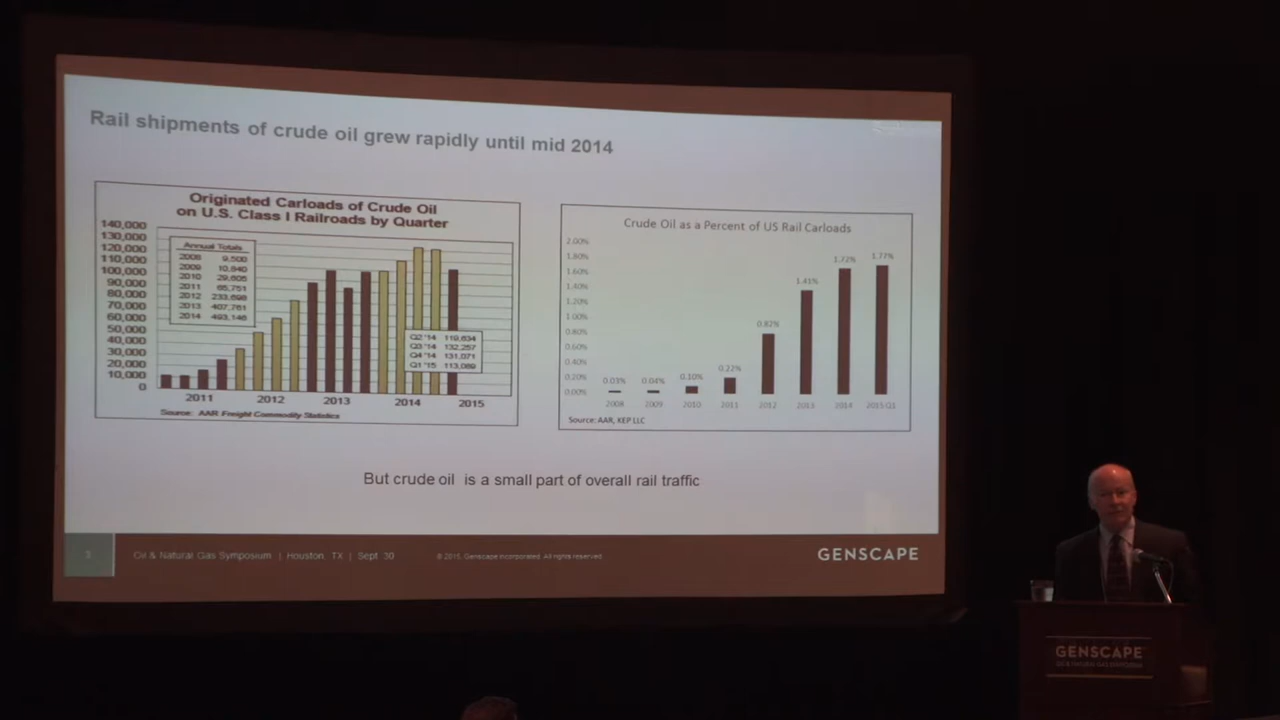 Rail shipments of crude oil grew rapidly until mid 2014
Originated Carloads of Crude Oil
on U.S. Class I Railroads by Quarter
140,000
130,000
120,000
110,000
100,000
90,000
80,000
70,000
60,000
50,000
40,000
30,000
20,000
10,000
0
Annual Totals
2008 9,500
2009 10,840
2010 29,605
2011 65,751
2012 233,698
2013 407,761
2014 493,146
Q2 '14
Q3 '14 132,257
Q4 '14 131,071
Q1 '15 113,089
2011 2012 2013 2014 2015
Source: AAR Freight Commodity Statistics
Crude Oil as a Percent of US Rail Carloads
2.00%
1.80%
1.60%
1.40%
1.20%
1.00%
0.80%
0.60%
0.40%
0.20%
0.00%
0.03% 0.04% 0.10% 0.22% 0.82% 1.41% 1.72% 1.77%
2008 2009 2010 2011 2012 2013 2014 2015 Q1
Source: AAR, KEP LLC
But crude oil is a small part of overall rail traffic
Oil & Natural Gas Symposium | Houston, TX | Sept 30
© 2015, Genscape Incorporated. All rights reserved.
GENSCAPE
GENSCAPE
OIL & NATURAL GAS SYMPOSIUM